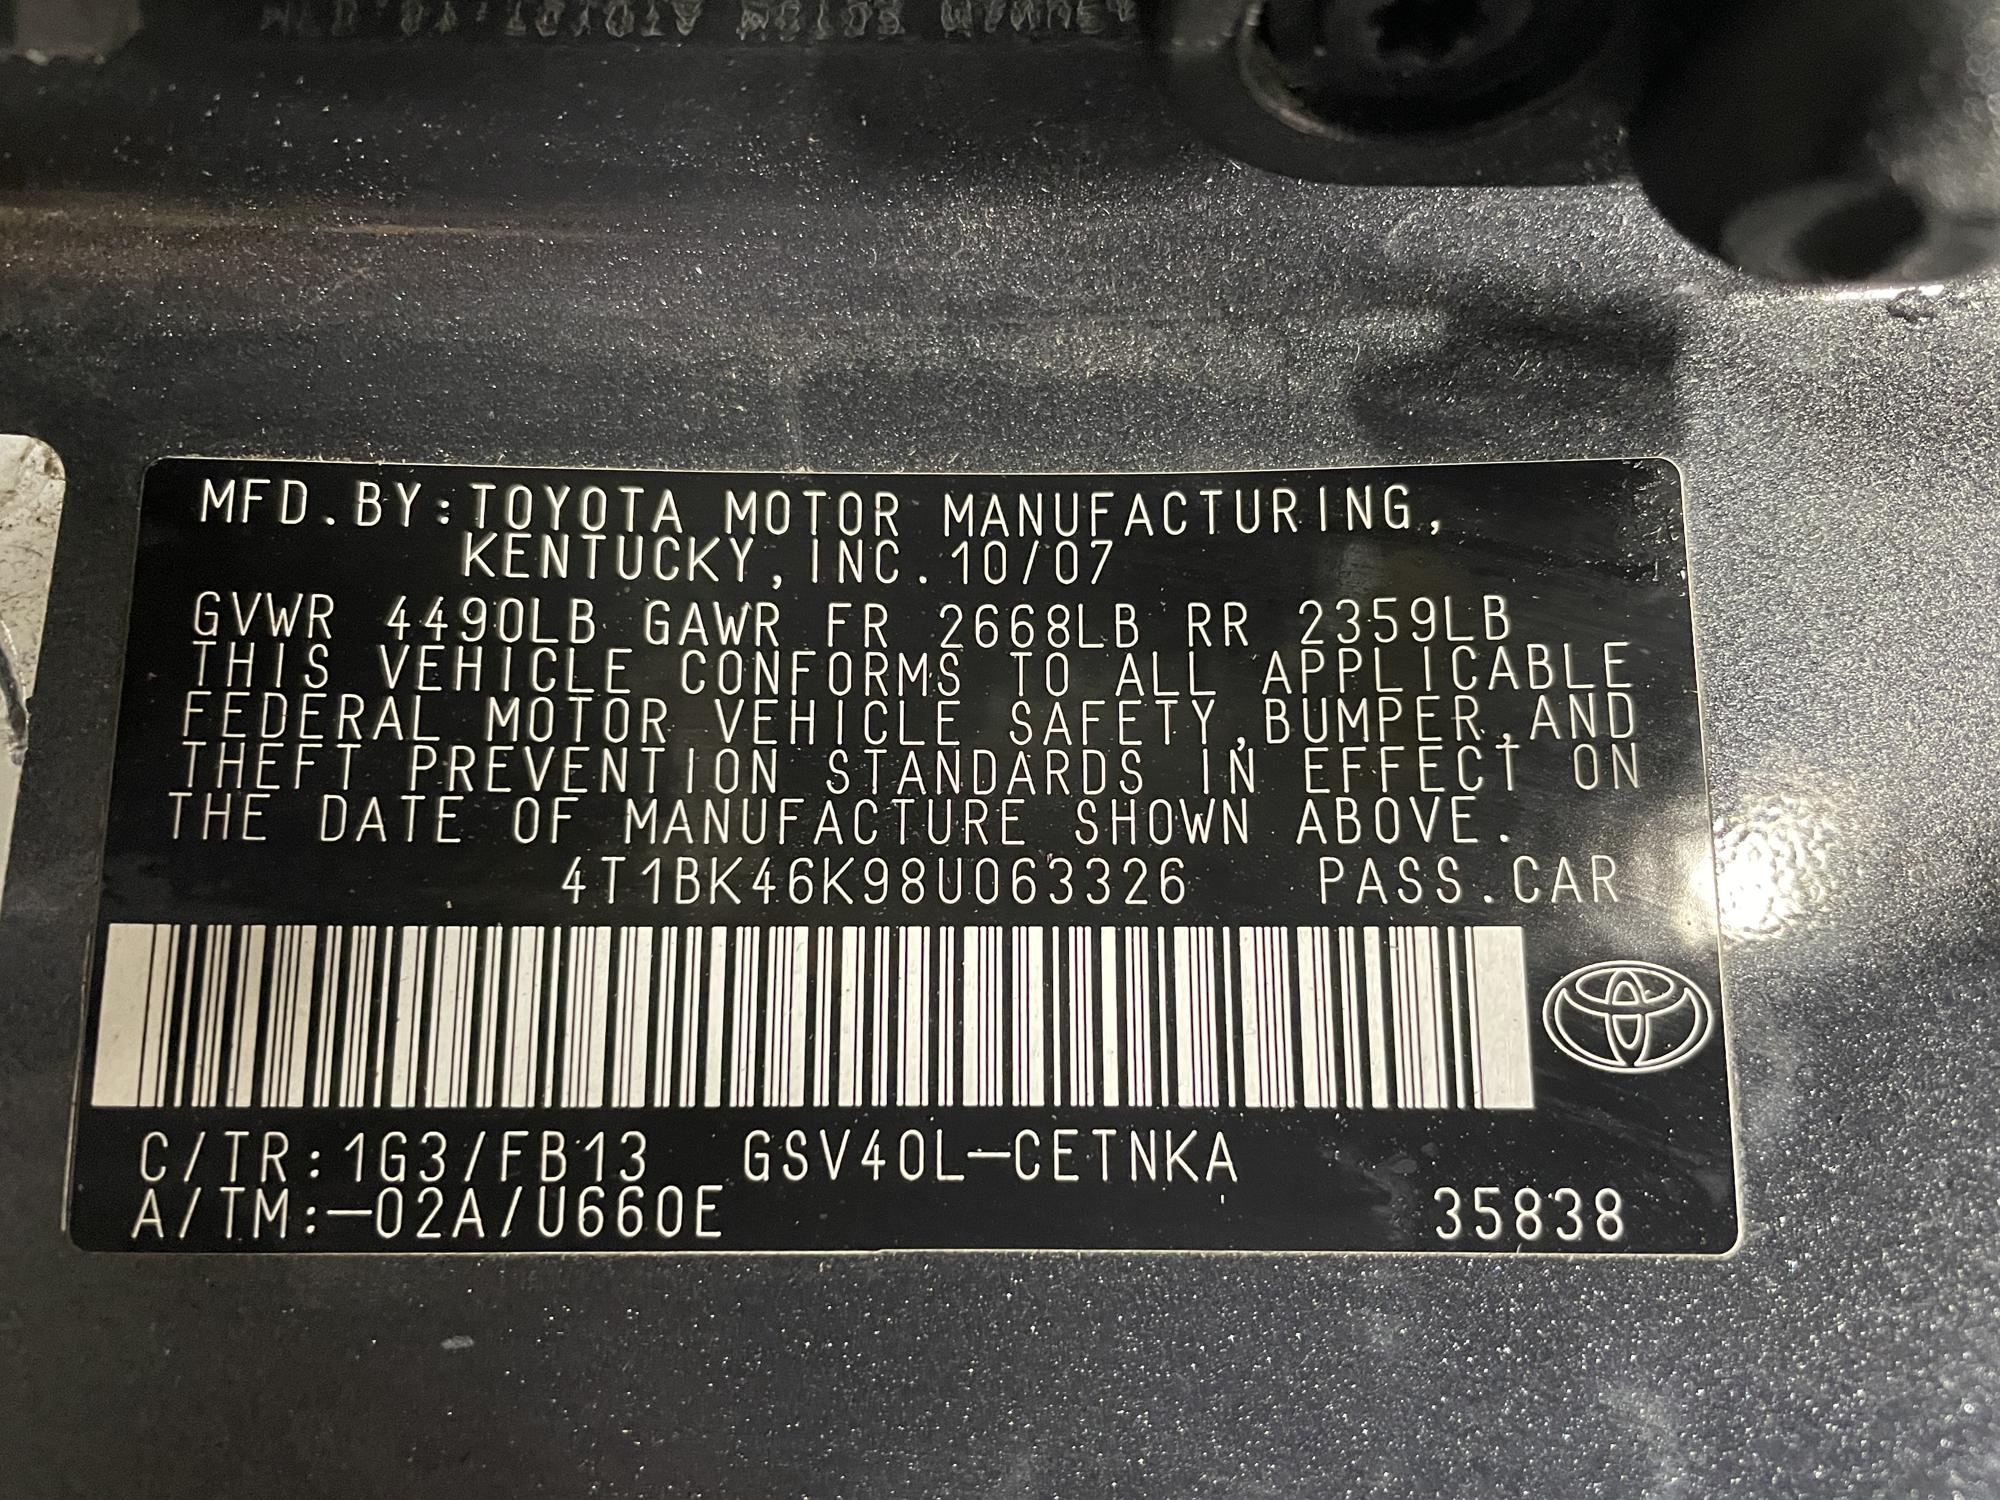 MFD.BY:TOYOTA MOTOR MANUFACTURING,
KENTUCKY,INC.10/07
GVWR 4490LB GAWR FR 2668LB RR 2359LB
THIS VEHICLE CONFORMS TO ALL APPLICABLE
FEDERAL MOTOR VEHICLE SAFETY,BUMPER,AND
THEFT PREVENTION STANDARDS IN EFFECT ON
THE DATE OF MANUFACTURE SHOWN ABOVE.
4T1BK46K98U063326 PASS.CAR
C/TR:1G3/FB13 GSV40L-CETNKA
A/TM:-02A/U660E 35838